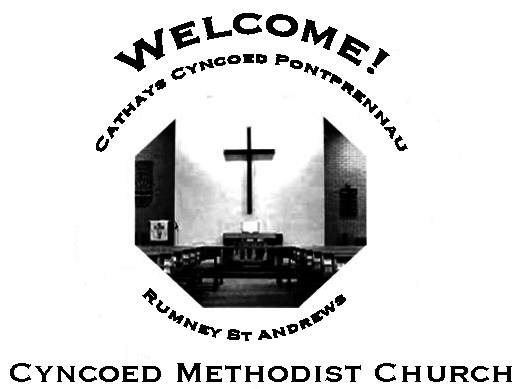 WELCOME!
CATHAYS CYNCOED PONTPRENNAU
RUMNEY ST ANDREWS
CYNCOED METHODIST CHURCH